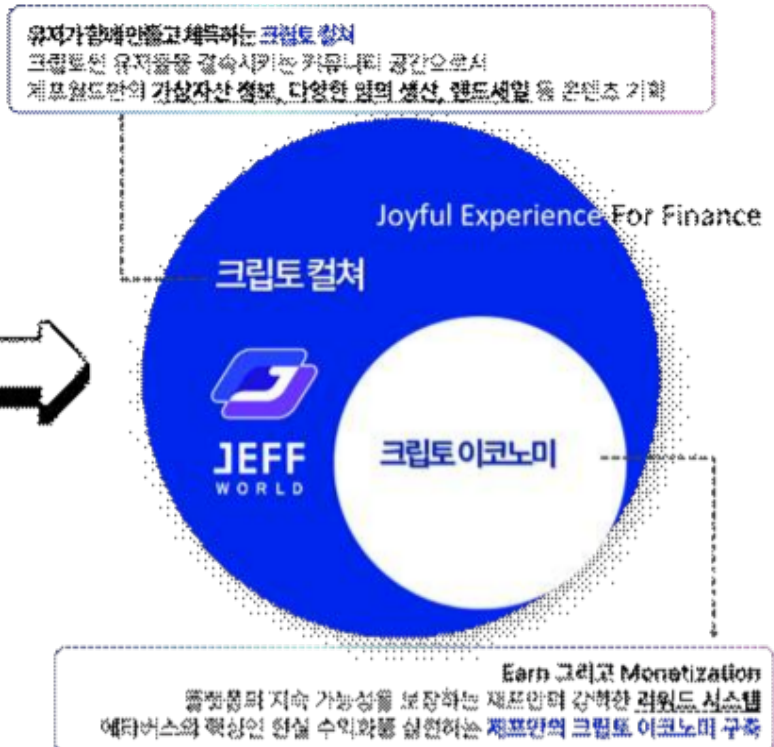 유저가 함께 만들고 체득하는 크립토 컬쳐
크립토씬 유저들을 결속시키는 커뮤니티 공간으로서
제프월드만의 가상자산 정보, 다양한 밈의 생산, 랜드세일 등 콘텐츠 기획
Joyful Experience For Finance
크립토 컬쳐
JEFF
WORLD
크립토 이코노미
Earn 그리고 Monetization
플랫폼의 지속 가능성을 보장하는 제프만의 강력한 리워드 시스템
메타버스의 핵심인 현실 수익화를 실현하는 제프만의 크립토 이코노미 구축